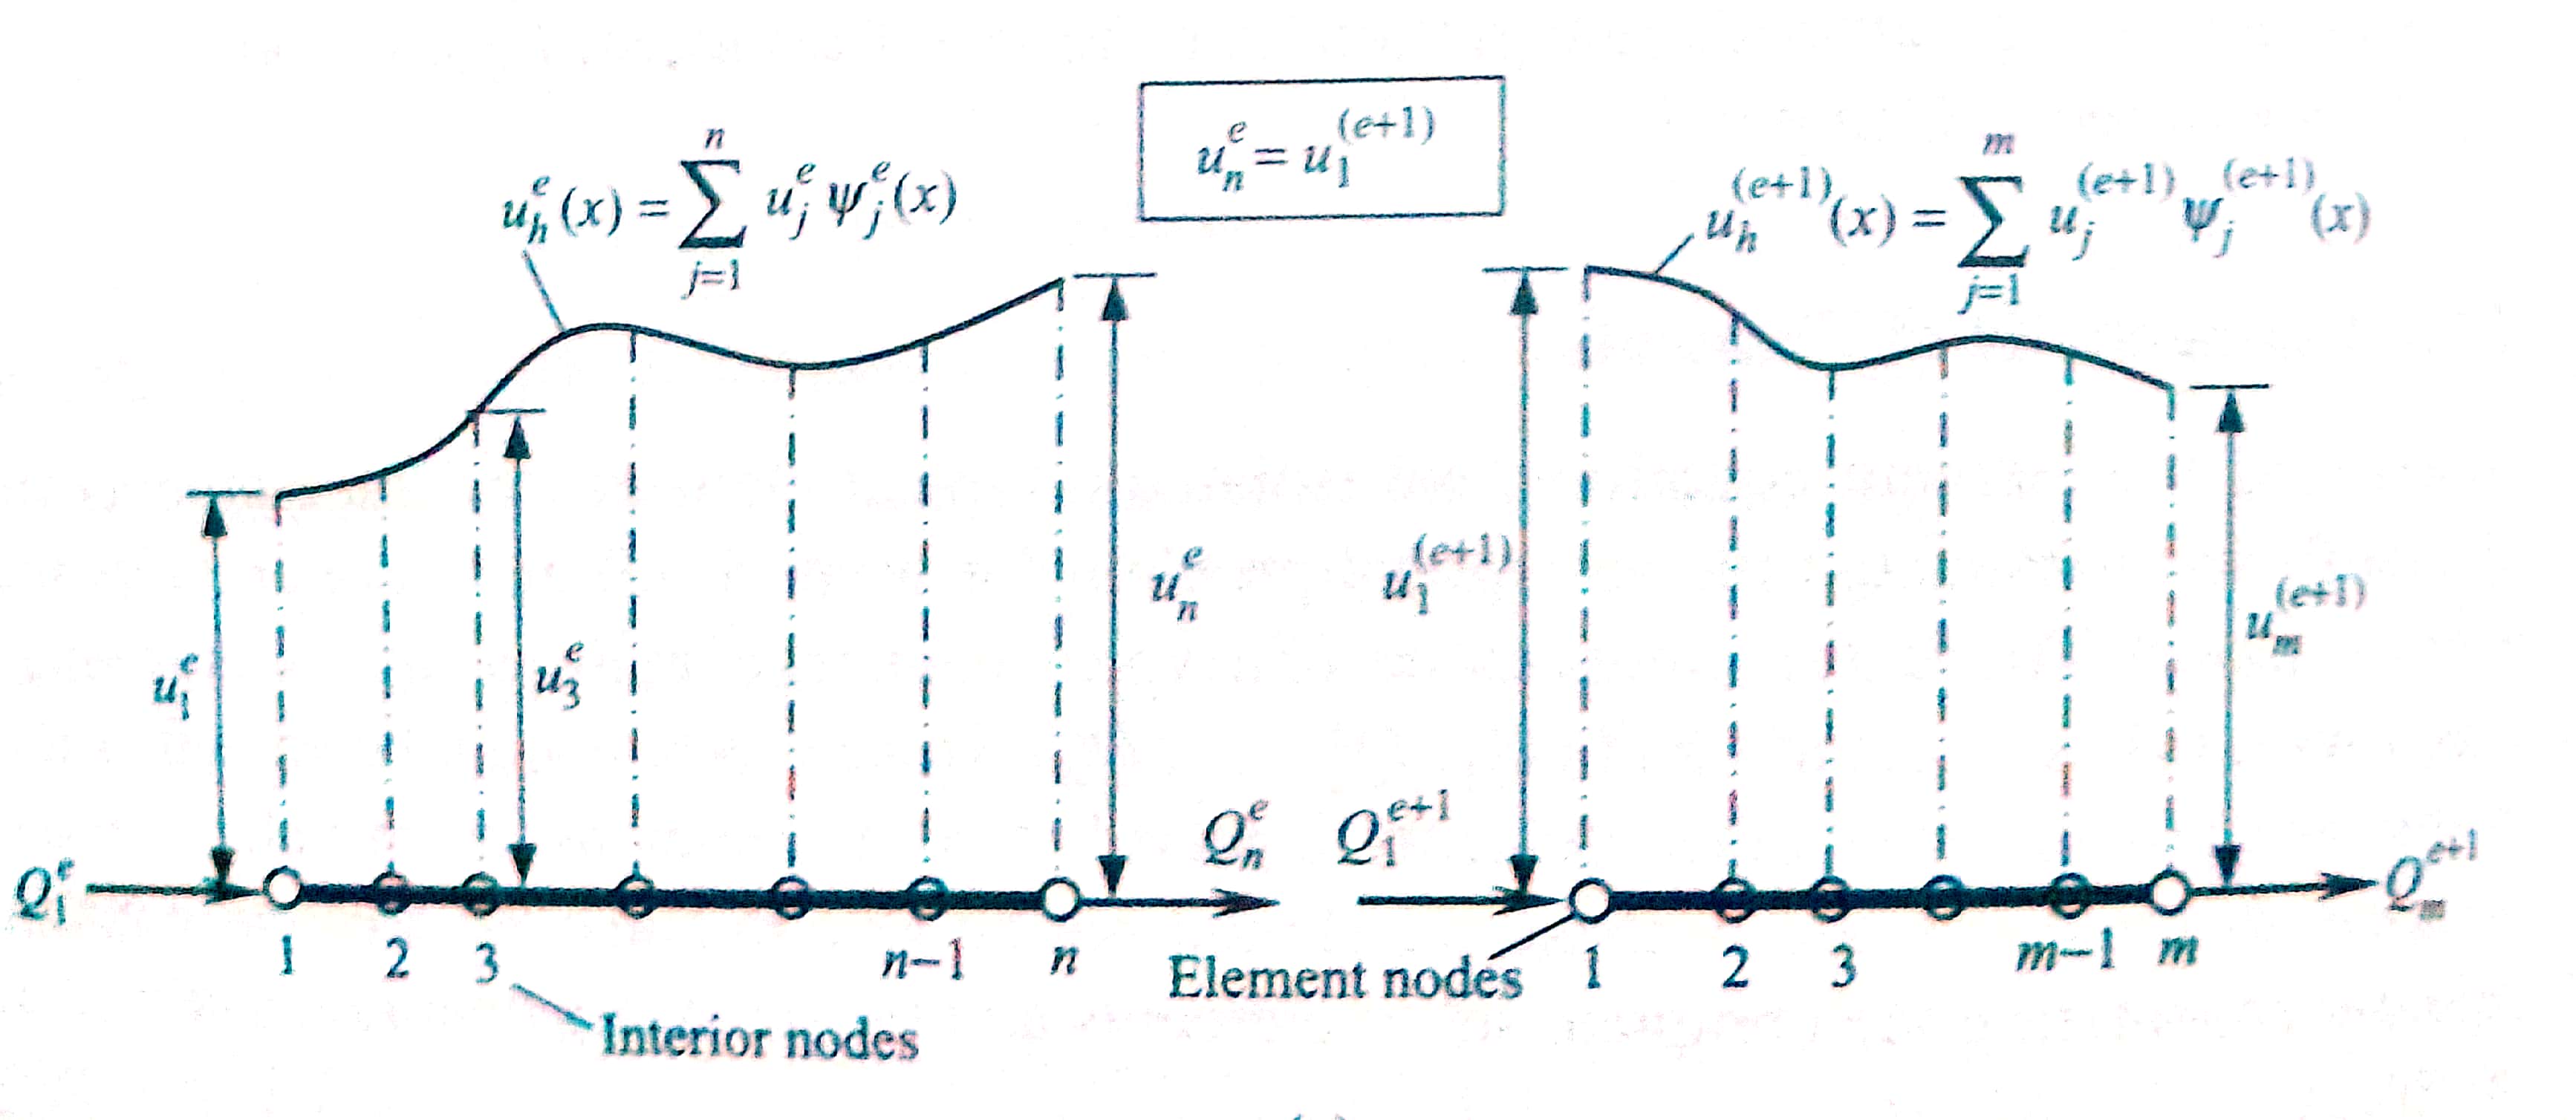 u_h^e(x) = \sum_{j=1}^{n} u_j^e ψ_j^e(x)
u_n^e = u_1^{(e+1)}
u_h^{(e+1)}(x) = \sum_{j=1}^{m} u_j^{(e+1)} ψ_j^{(e+1)}(x)
u_1^e
u_3^e
u_n^e
u_1^{(e+1)}
u_m^{(e+1)}
Q_1^e
Q_n^e
Q_1^{e+1}
Q_m^{e+1}
1 2 3 n−1 n
Interior nodes
Element nodes
1 2 3 m−1 m